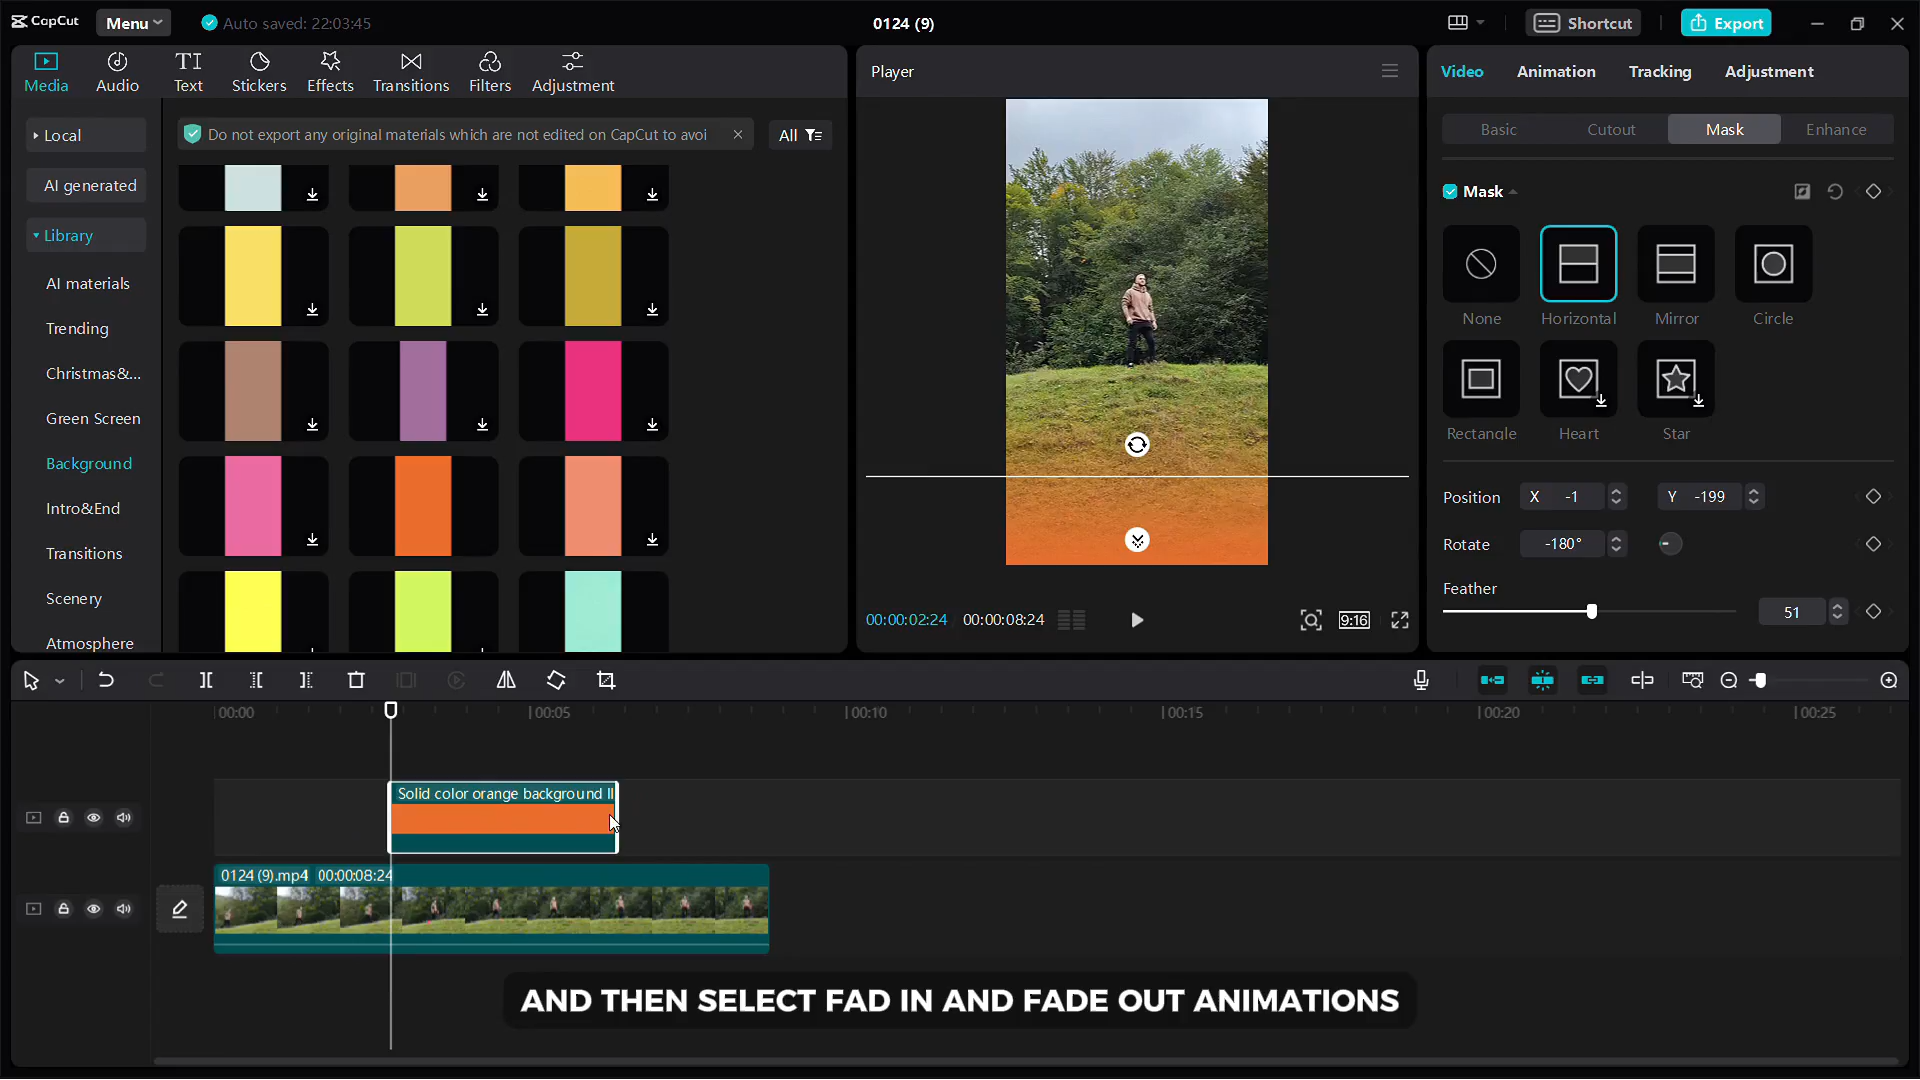 CapCut
Menu
Auto saved: 22:03:45
0124 (9)
Shortcut
Export
Media
Audio
Text
Stickers
Effects
Transitions
Filters
Adjustment
Player
Video
Animation
Tracking
Adjustment
Local
AI generated
Library
AI materials
Trending
Christmas&...
Green Screen
Background
Intro&End
Transitions
Scenery
Atmosphere
Do not export any original materials which are not edited on CapCut to avoi
All
Basic
Cutout
Mask
Enhance
Mask
None
Horizontal
Mirror
Circle
Rectangle
Heart
Star
Position X -1 Y -199
Rotate -180°
Feather
51
00:00:02:24 00:00:08:24
9:16
00:00
00:05
00:10
00:15
00:20
00:25
Solid color orange background Il
0124 (9).mp4 00:00:08:24
AND THEN SELECT FAD IN AND FADE OUT ANIMATIONS